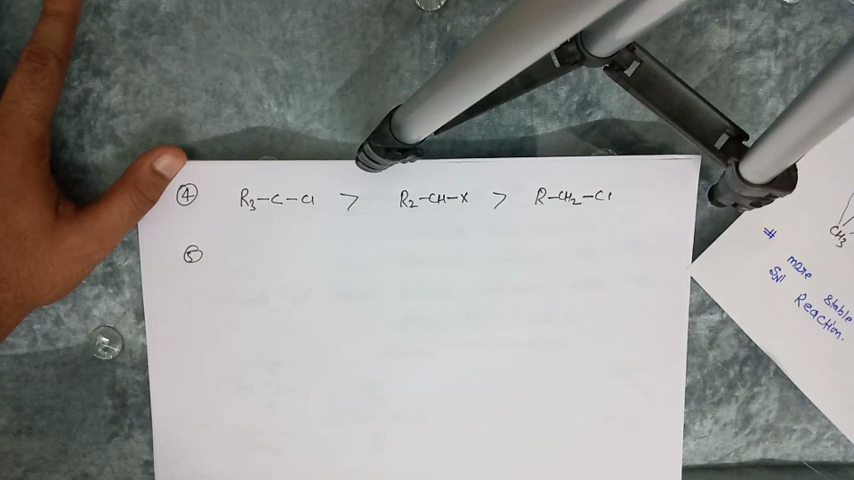 ④ R₃-C-Cl > R₂-CH-X > R-CH₂-Cl
⑤
CH₃
# more stable
SN1 Reaction.